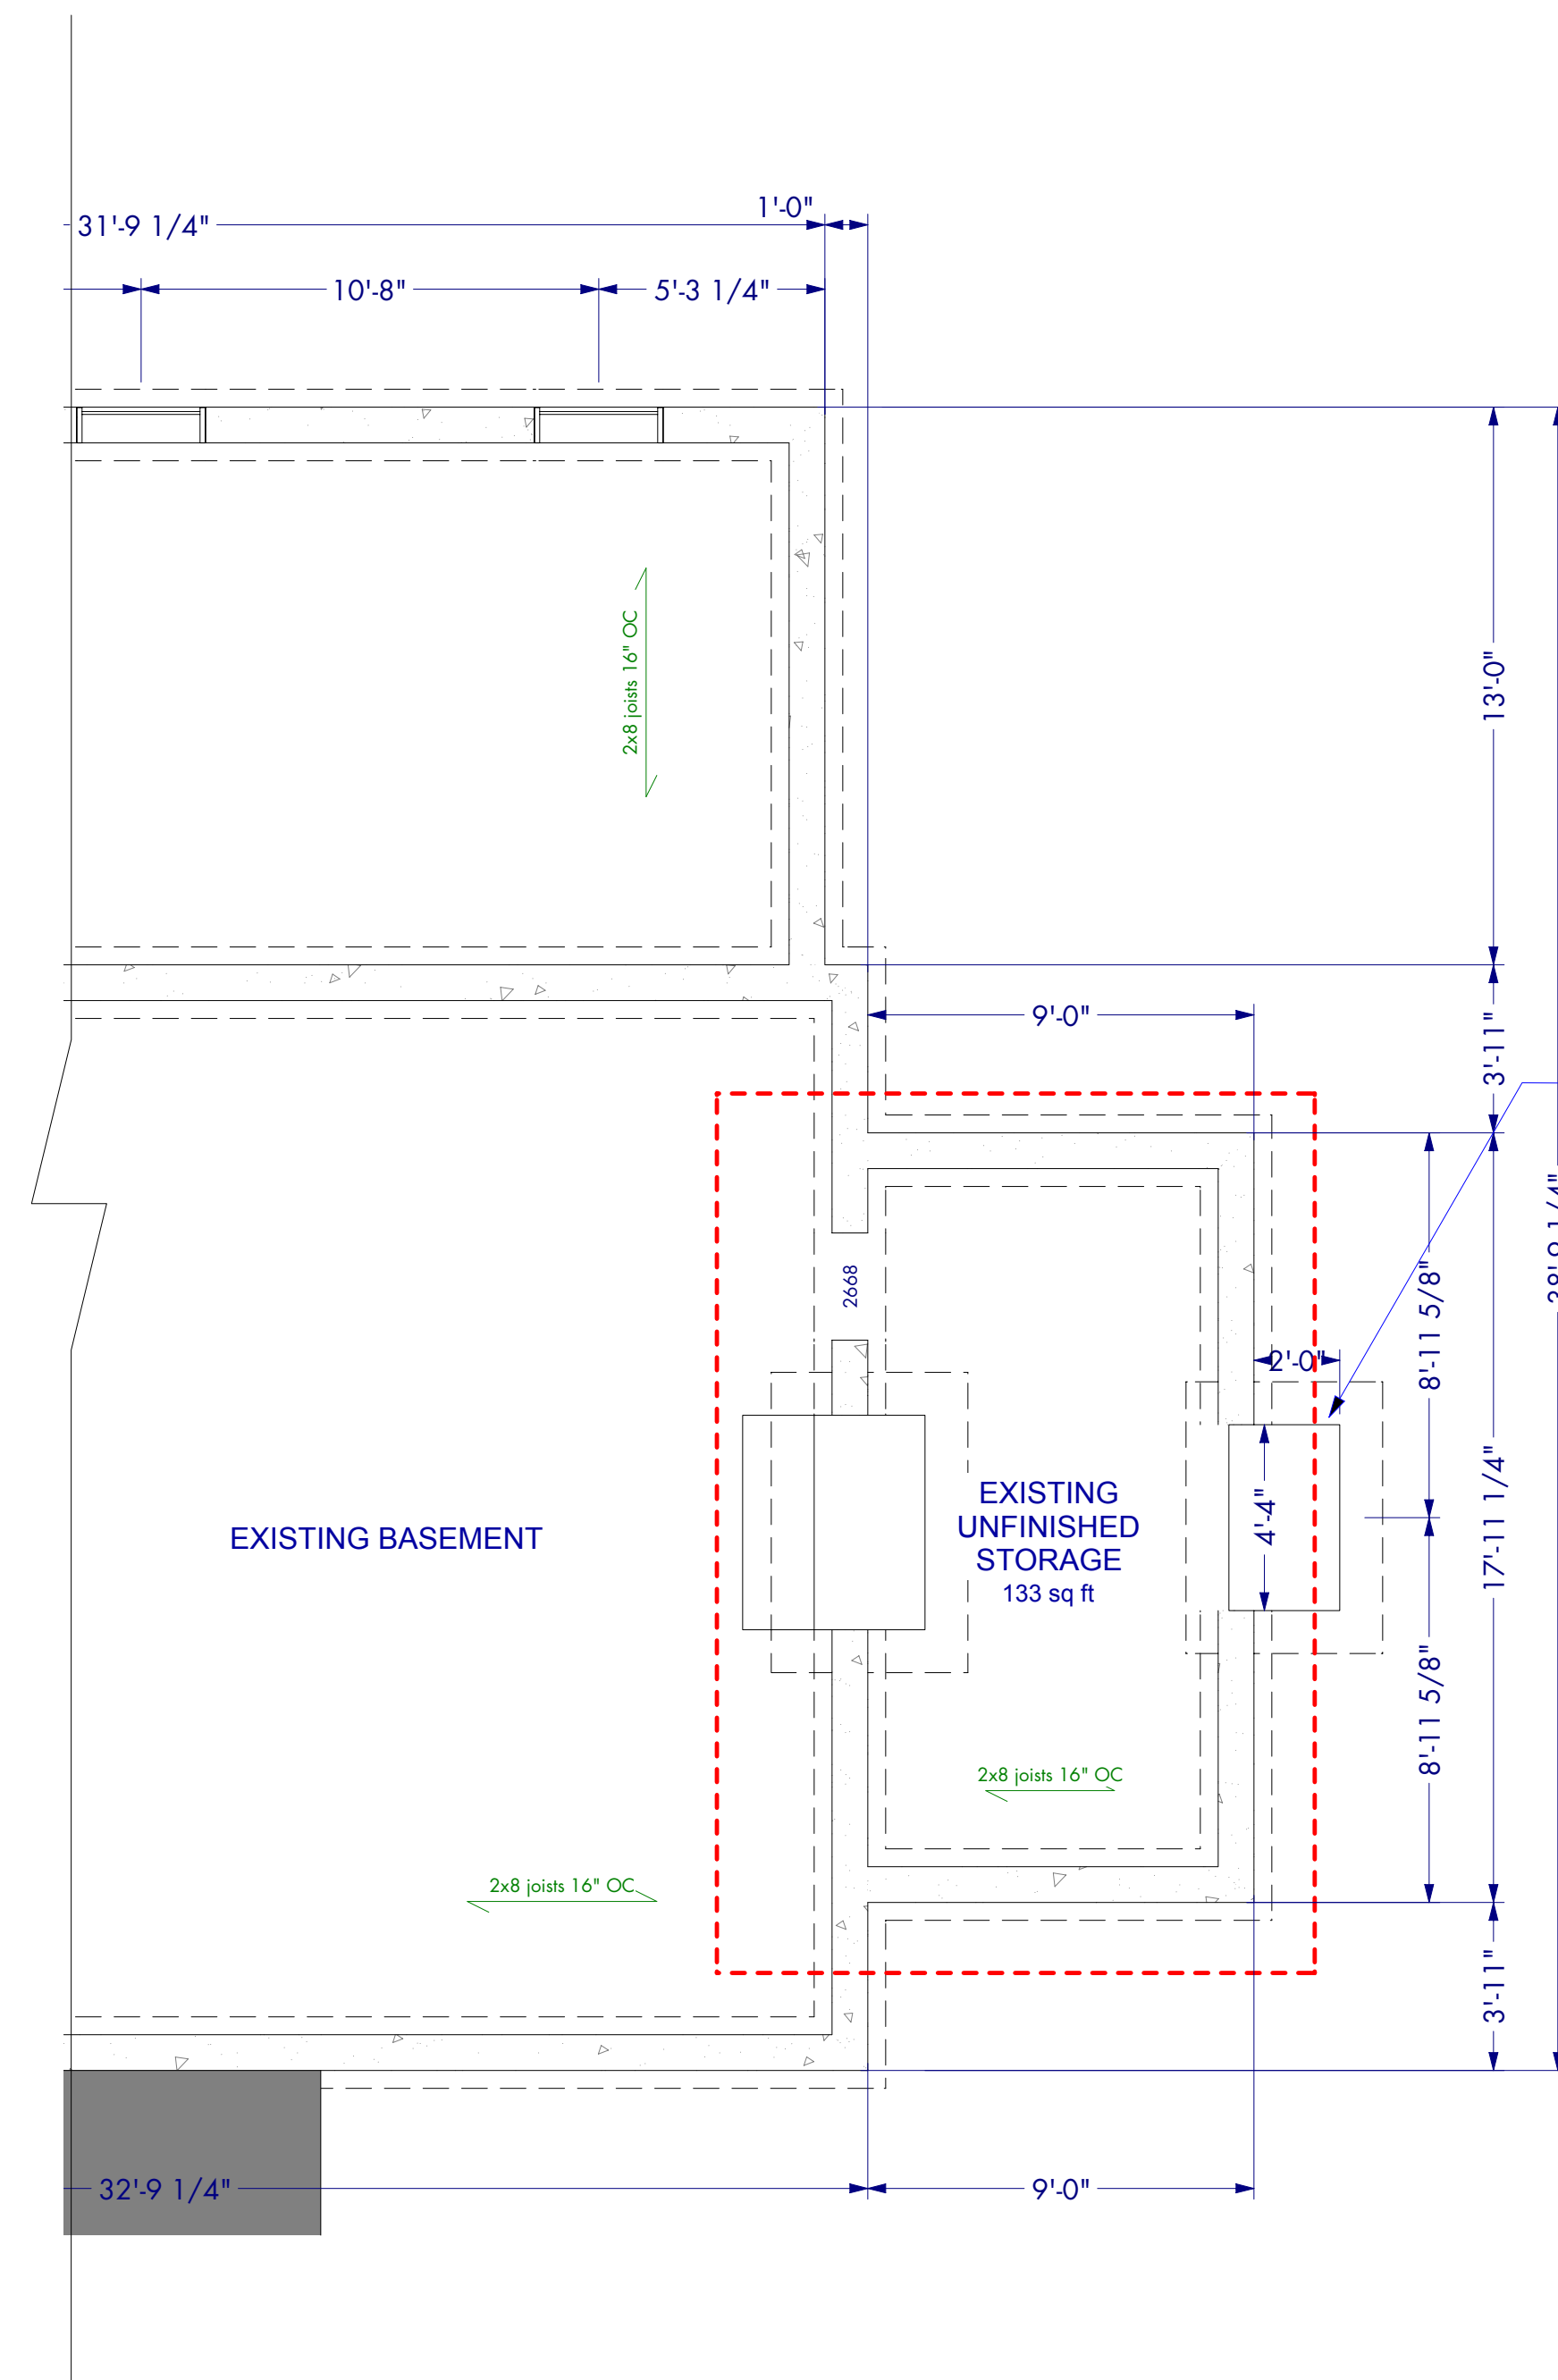 1'-0"
31'-9 1/4"
10'-8"
5'-3 1/4"
2x8 joists 16" OC
13'-0"
9'-0"
3'-11"
2668
8'-11 5/8"
2'-0"
4'-4"
17'-11 1/4"
EXISTING BASEMENT
EXISTING
UNFINISHED
STORAGE
133 sq ft
8'-11 5/8"
2x8 joists 16" OC
2x8 joists 16" OC
3'-11"
32'-9 1/4"
9'-0"